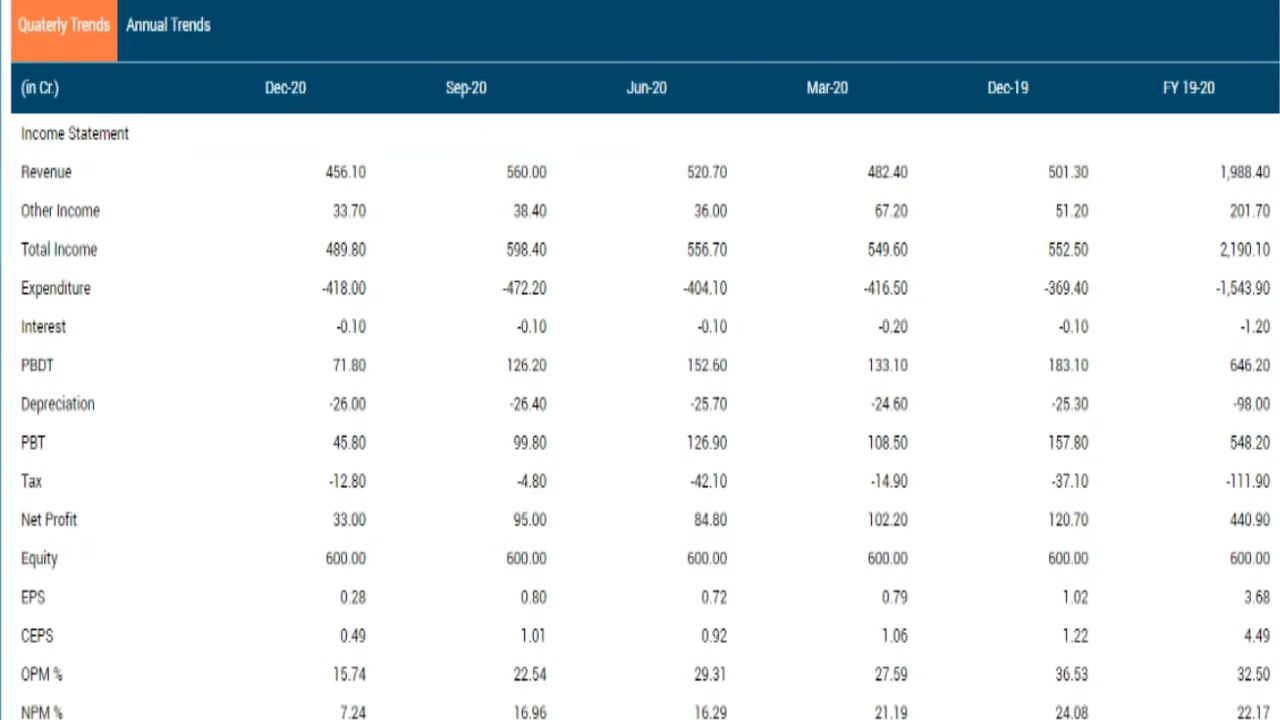 Quaterly Trends Annual Trends
(in Cr.) Dec-20 Sep-20 Jun-20 Mar-20 Dec-19 FY 19-20
Income Statement
Revenue 456.10 560.00 520.70 482.40 501.30 1,988.40
Other Income 33.70 38.40 36.00 67.20 51.20 201.70
Total Income 489.80 598.40 556.70 549.60 552.50 2,190.10
Expenditure -418.00 -472.20 -404.10 -416.50 -369.40 -1,543.90
Interest -0.10 -0.10 -0.10 -0.20 -0.10 -1.20
PBDT 71.80 126.20 152.60 133.10 183.10 646.20
Depreciation -26.00 -26.40 -25.70 -24.60 -25.30 -98.00
PBT 45.80 99.80 126.90 108.50 157.80 548.20
Tax -12.80 -4.80 -42.10 -14.90 -37.10 -111.90
Net Profit 33.00 95.00 84.80 102.20 120.70 440.90
Equity 600.00 600.00 600.00 600.00 600.00 600.00
EPS 0.28 0.80 0.72 0.79 1.02 3.68
CEPS 0.49 1.01 0.92 1.06 1.22 4.49
OPM % 15.74 22.54 29.31 27.59 36.53 32.50
NPM % 7.24 16.96 16.29 21.19 24.08 22.17